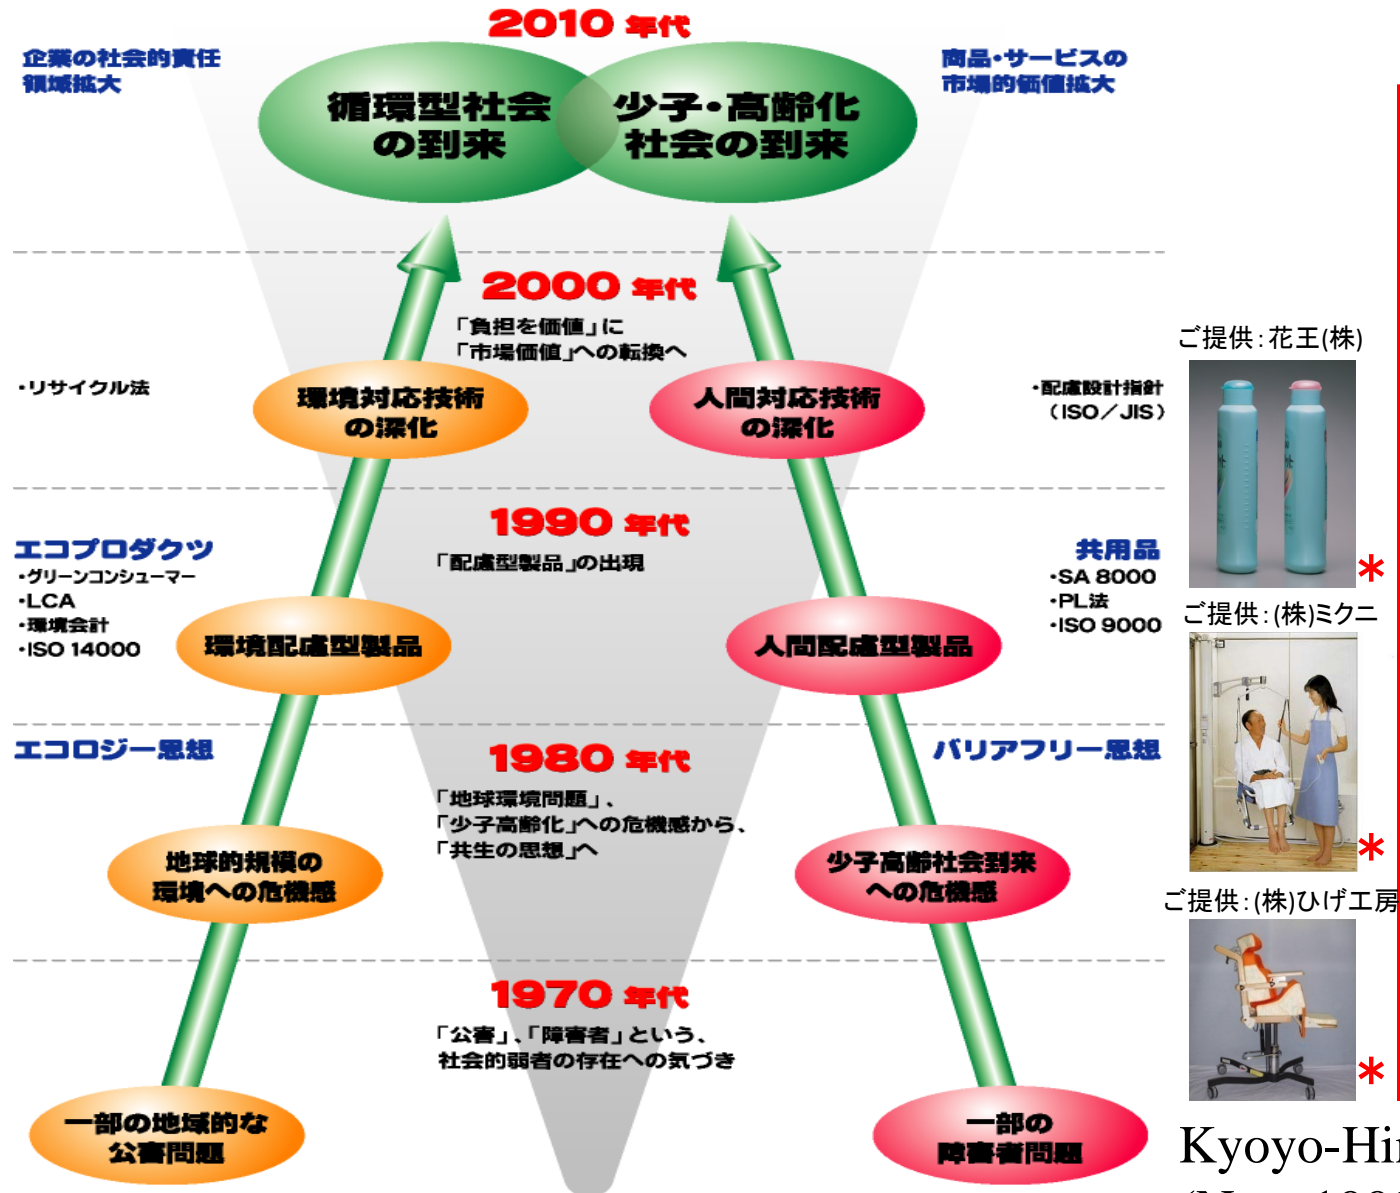 2010 年代
企業の社会的責任
領域拡大
商品・サービスの
市場的価値拡大
循環型社会
の到来
少子・高齢化
社会の到来
2000 年代
「負担を価値」に
「市場価値」への転換へ
・リサイクル法
環境対応技術
の深化
人間対応技術
の深化
・配慮設計指針
（ISO／JIS）
1990 年代
「配慮型製品」の出現
エコプロダクツ
・グリーンコンシューマー
・LCA
・環境会計
・ISO 14000
環境配慮型製品
人間配慮型製品
共用品
・SA 8000
・PL法
・ISO 9000
エコロジー思想
バリアフリー思想
1980 年代
「地球環境問題」、
「少子高齢化」への危機感から、
「共生の思想」へ
地球的規模の
環境への危機感
少子高齢社会到来
への危機感
1970 年代
「公害」、「障害者」という、
社会的弱者の存在への気づき
一部の地域的な
公害問題
一部の
障害者問題
ご提供：花王(株)
*
ご提供：(株)ミクニ
*
ご提供：(株)ひげ工房
*
Kyoyo-Hi